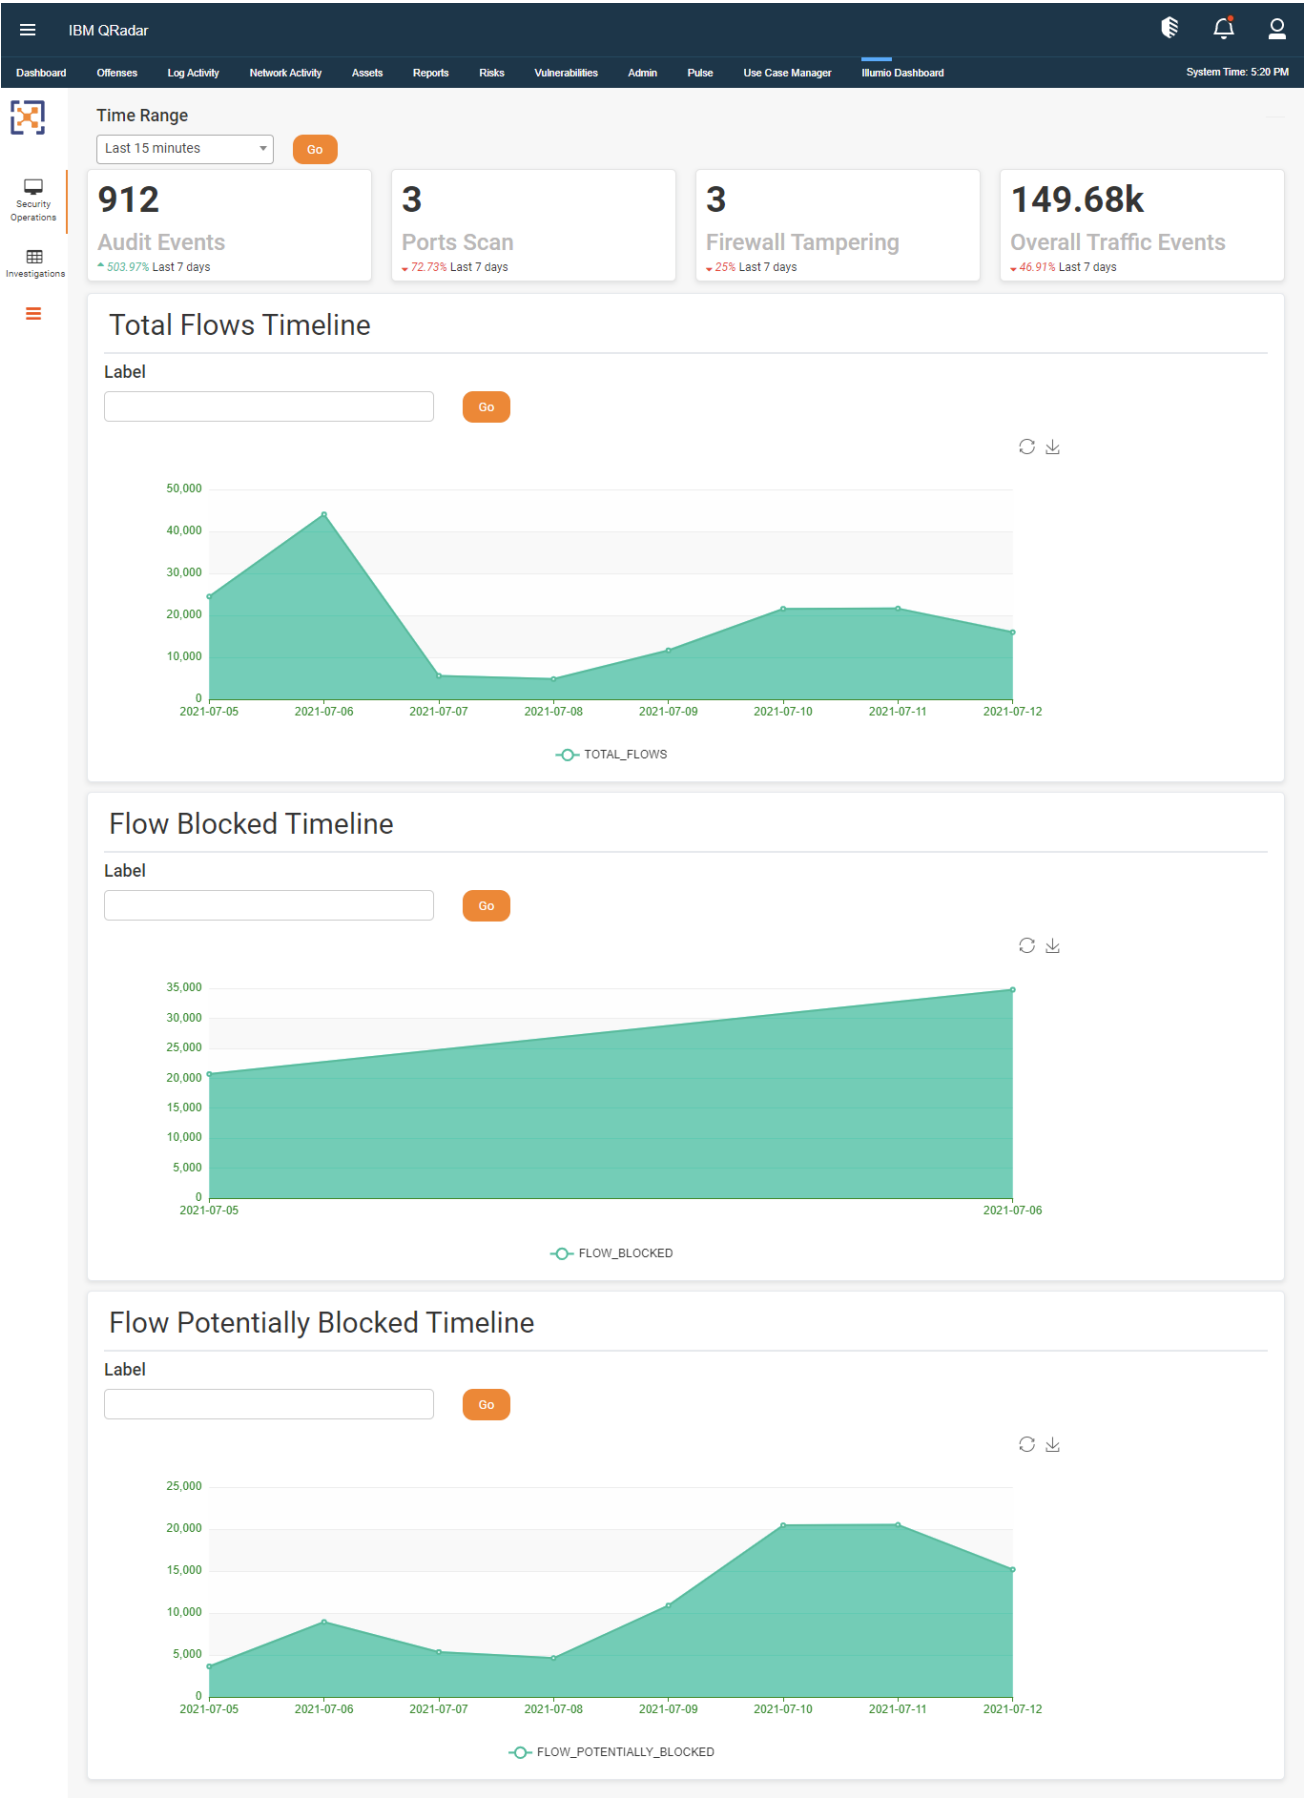 IBM QRadar
Dashboard Offenses Log Activity Network Activity Assets Reports Risks Vulnerabilities Admin Pulse Use Case Manager Illumio Dashboard System Time: 5:20 PM
Security
Operations
Investigations
Time Range
Last 15 minutes Go
912
Audit Events
503.97% Last 7 days
3
Ports Scan
72.73% Last 7 days
3
Firewall Tampering
25% Last 7 days
149.68k
Overall Traffic Events
46.91% Last 7 days
Total Flows Timeline
Label
Go
50,000
40,000
30,000
20,000
10,000
0
2021-07-05 2021-07-06 2021-07-07 2021-07-08 2021-07-09 2021-07-10 2021-07-11 2021-07-12
TOTAL_FLOWS
Flow Blocked Timeline
Label
Go
35,000
30,000
25,000
20,000
15,000
10,000
5,000
0
2021-07-05 2021-07-06
FLOW_BLOCKED
Flow Potentially Blocked Timeline
Label
Go
25,000
20,000
15,000
10,000
5,000
0
2021-07-05 2021-07-06 2021-07-07 2021-07-08 2021-07-09 2021-07-10 2021-07-11 2021-07-12
FLOW_POTENTIALLY_BLOCKED